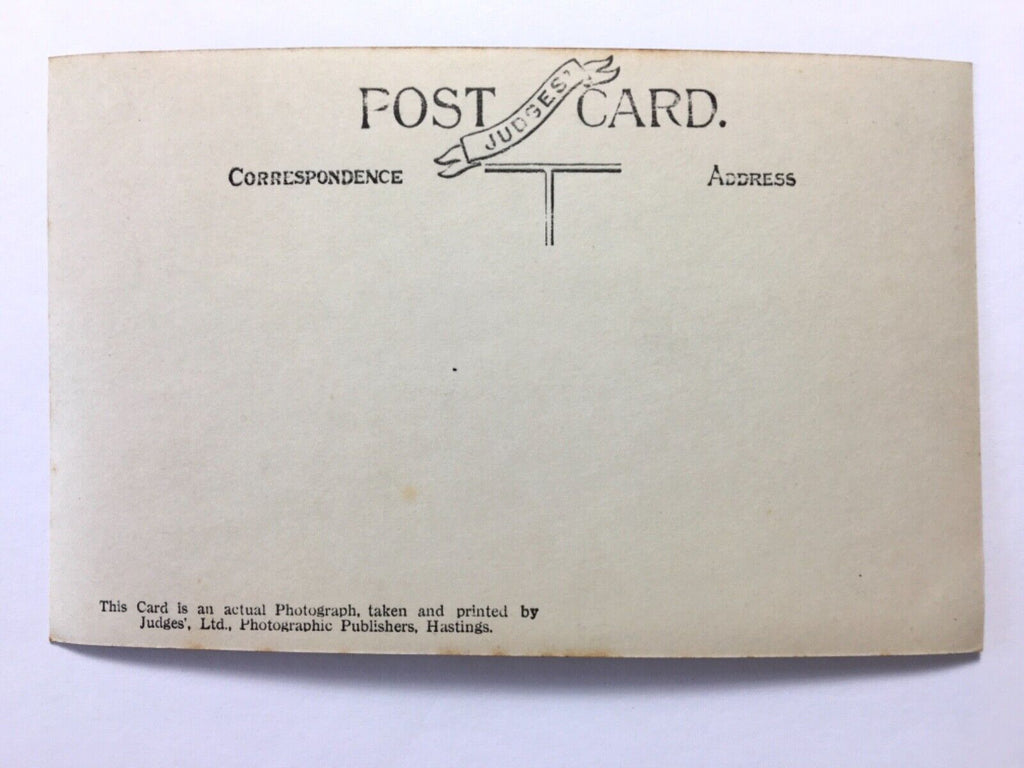 POST JUDGES' CARD.
CORRESPONDENCE ADDRESS
This Card is an actual Photograph, taken and printed by
Judges', Ltd., Photographic Publishers, Hastings.